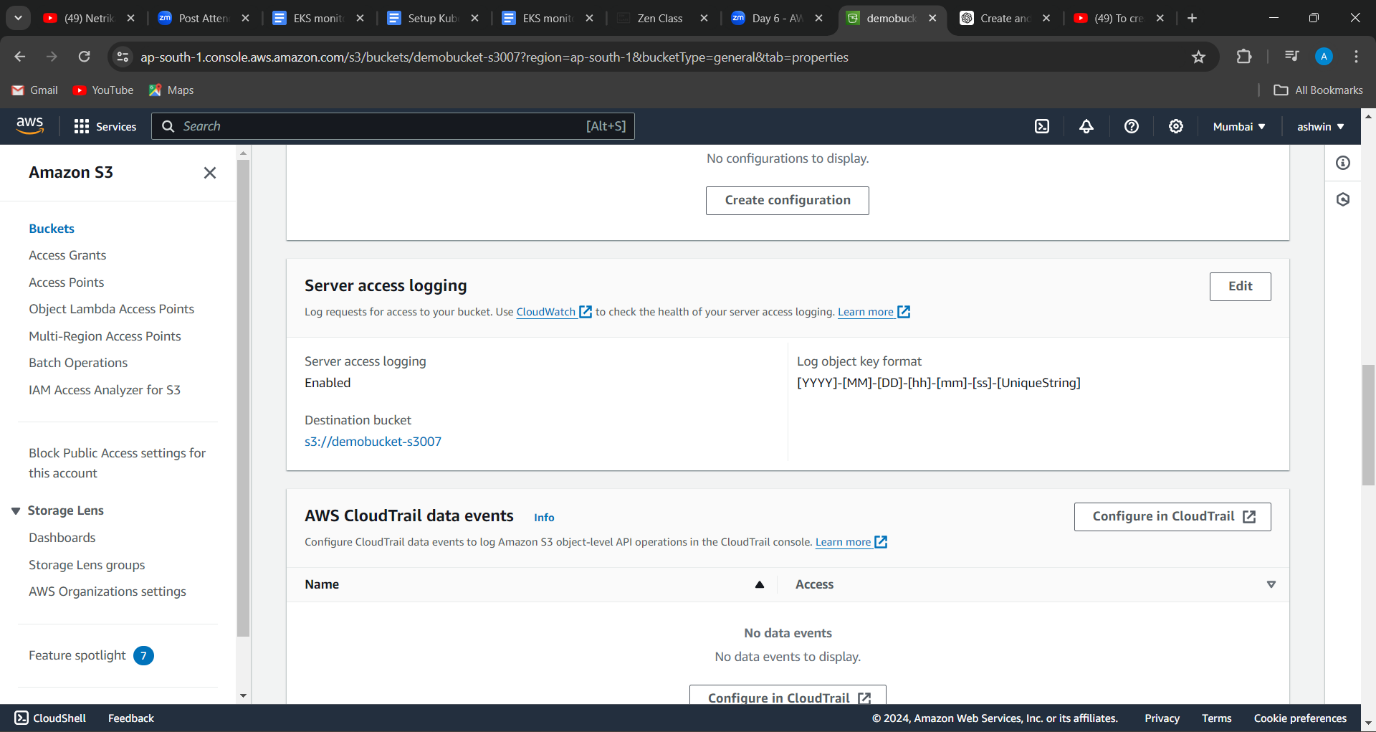 (49) Netrik
Post Atten
EKS monit
Setup Kub
EKS monit
Zen Class
Day 6 - AW
demobuck
Create and
(49) To cre
ap-south-1.console.aws.amazon.com/s3/buckets/demobucket-s3007?region=ap-south-1&bucketType=general&tab=properties
A
Gmail
YouTube
Maps
All Bookmarks
aws
Services
Search
[Alt+S]
Mumbai
ashwin
Amazon S3
Buckets
Access Grants
Access Points
Object Lambda Access Points
Multi-Region Access Points
Batch Operations
IAM Access Analyzer for S3
Block Public Access settings for
this account
Storage Lens
Dashboards
Storage Lens groups
AWS Organizations settings
Feature spotlight 7
No configurations to display.
Create configuration
Server access logging
Edit
Log requests for access to your bucket. Use CloudWatch to check the health of your server access logging. Learn more
Server access logging
Enabled
Log object key format
[YYYY]-[MM]-[DD]-[hh]-[mm]-[ss]-[UniqueString]
Destination bucket
s3://demobucket-s3007
AWS CloudTrail data events Info
Configure in CloudTrail
Configure CloudTrail data events to log Amazon S3 object-level API operations in the CloudTrail console. Learn more
Name
Access
No data events
No data events to display.
Configure in CloudTrail
CloudShell
Feedback
© 2024, Amazon Web Services, Inc. or its affiliates.
Privacy
Terms
Cookie preferences